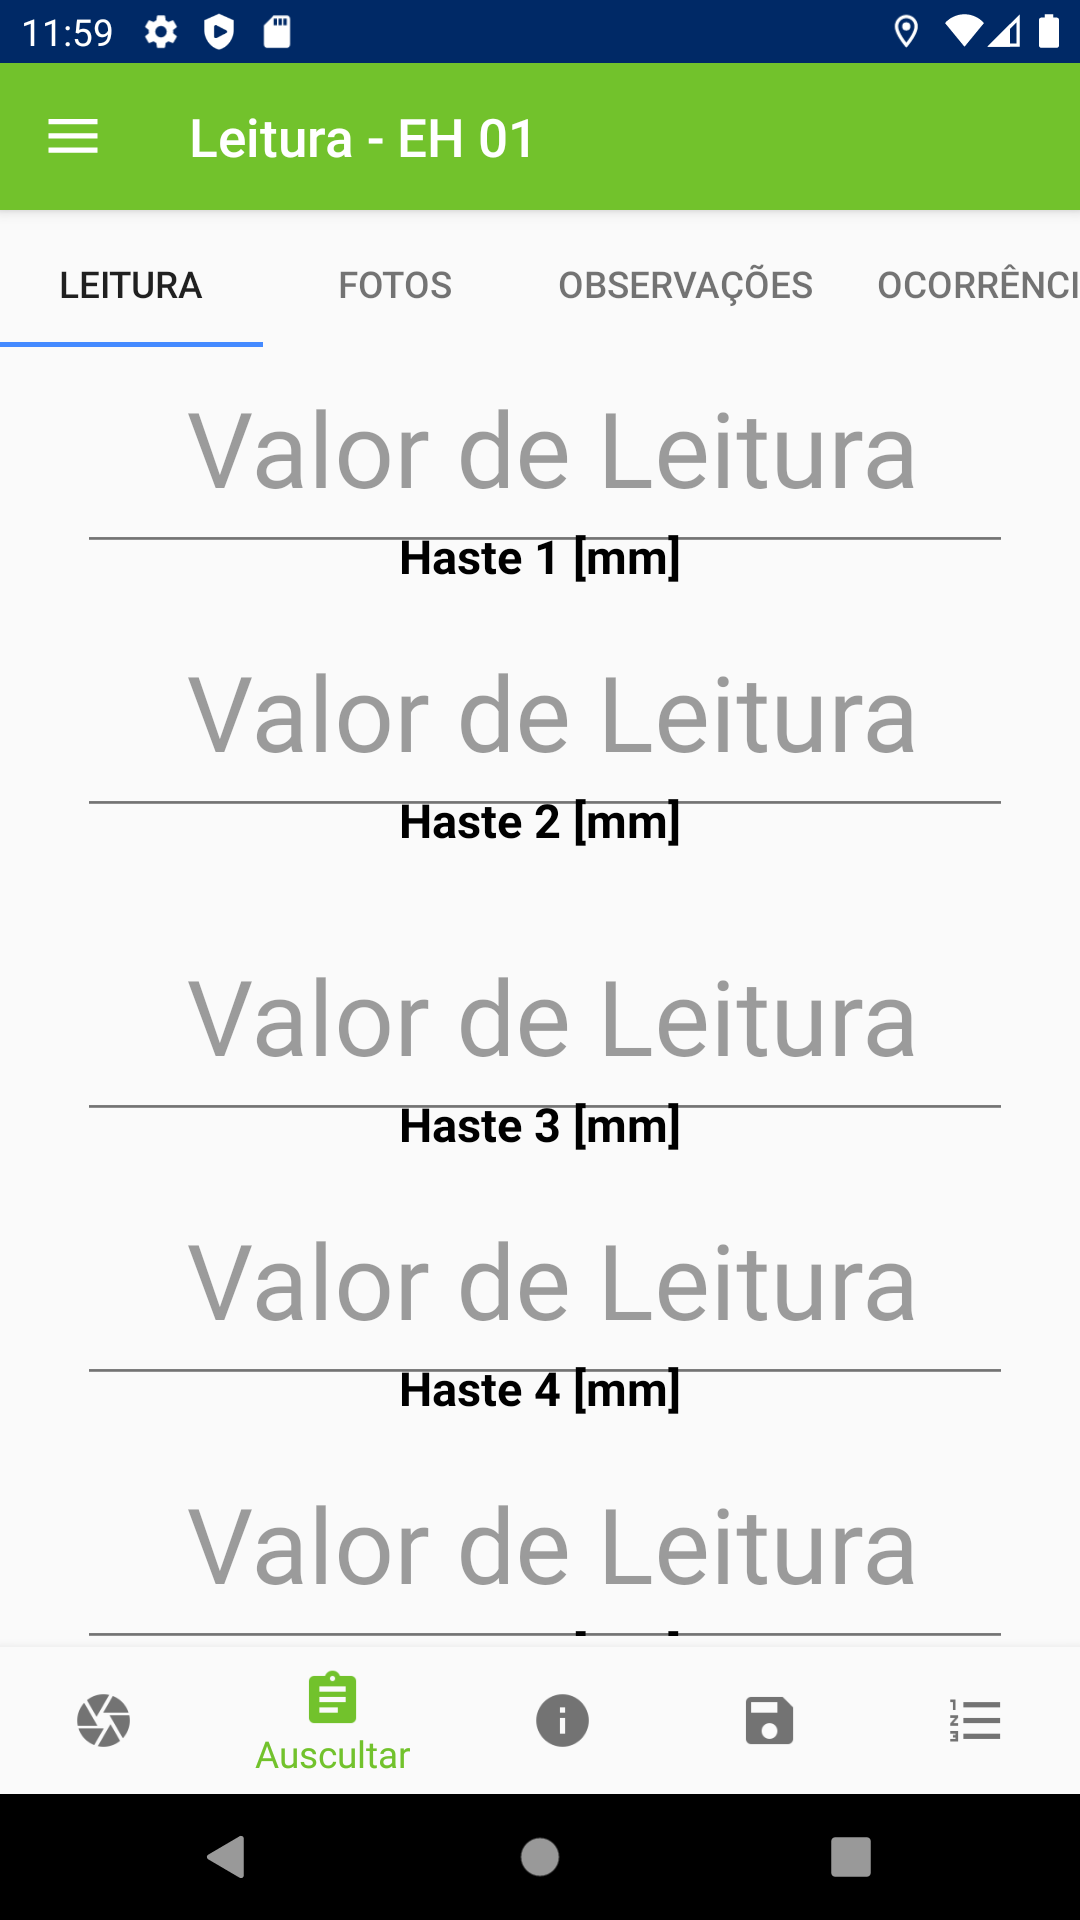 11:59
Leitura - EH 01
LEITURA FOTOS OBSERVAÇÕES OCORRÊNCI
Valor de Leitura
Haste 1 [mm]
Valor de Leitura
Haste 2 [mm]
Valor de Leitura
Haste 3 [mm]
Valor de Leitura
Haste 4 [mm]
Valor de Leitura
Auscultar